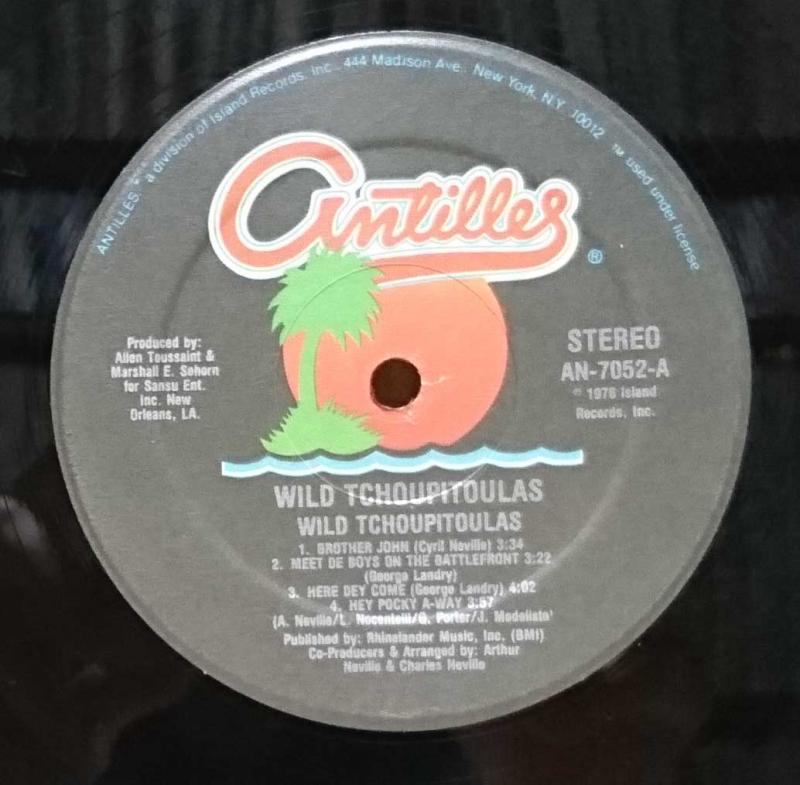 ANTILLES, a division of Island Records, Inc. 444 Madison Ave. New York, N.Y. 10012 ™ used under license
Antilles
®
Produced by:
Allen Toussaint &
Marshall E. Sehorn
for Sansu Ent.
Inc. New
Orleans, LA.
STEREO
AN-7052-A
Island
Records, Inc.
WILD TCHOUPITOULAS
WILD TCHOUPITOULAS
1. BROTHER JOHN (Cyril Neville) 3:34
2. MEET DE BOYS ON THE BATTLEFRONT 3:22
(George Landry)
3. HERE DEY COME (George Landry) 4:02
4. HEY POCKY A-WAY 3:57
(A. Neville/L. Nocentelli/G. Porter/J. Modeliste)
Published by: Rhinelander Music, Inc. (BMI)
Co-Producers & Arranged by: Arthur
Neville & Charles Neville